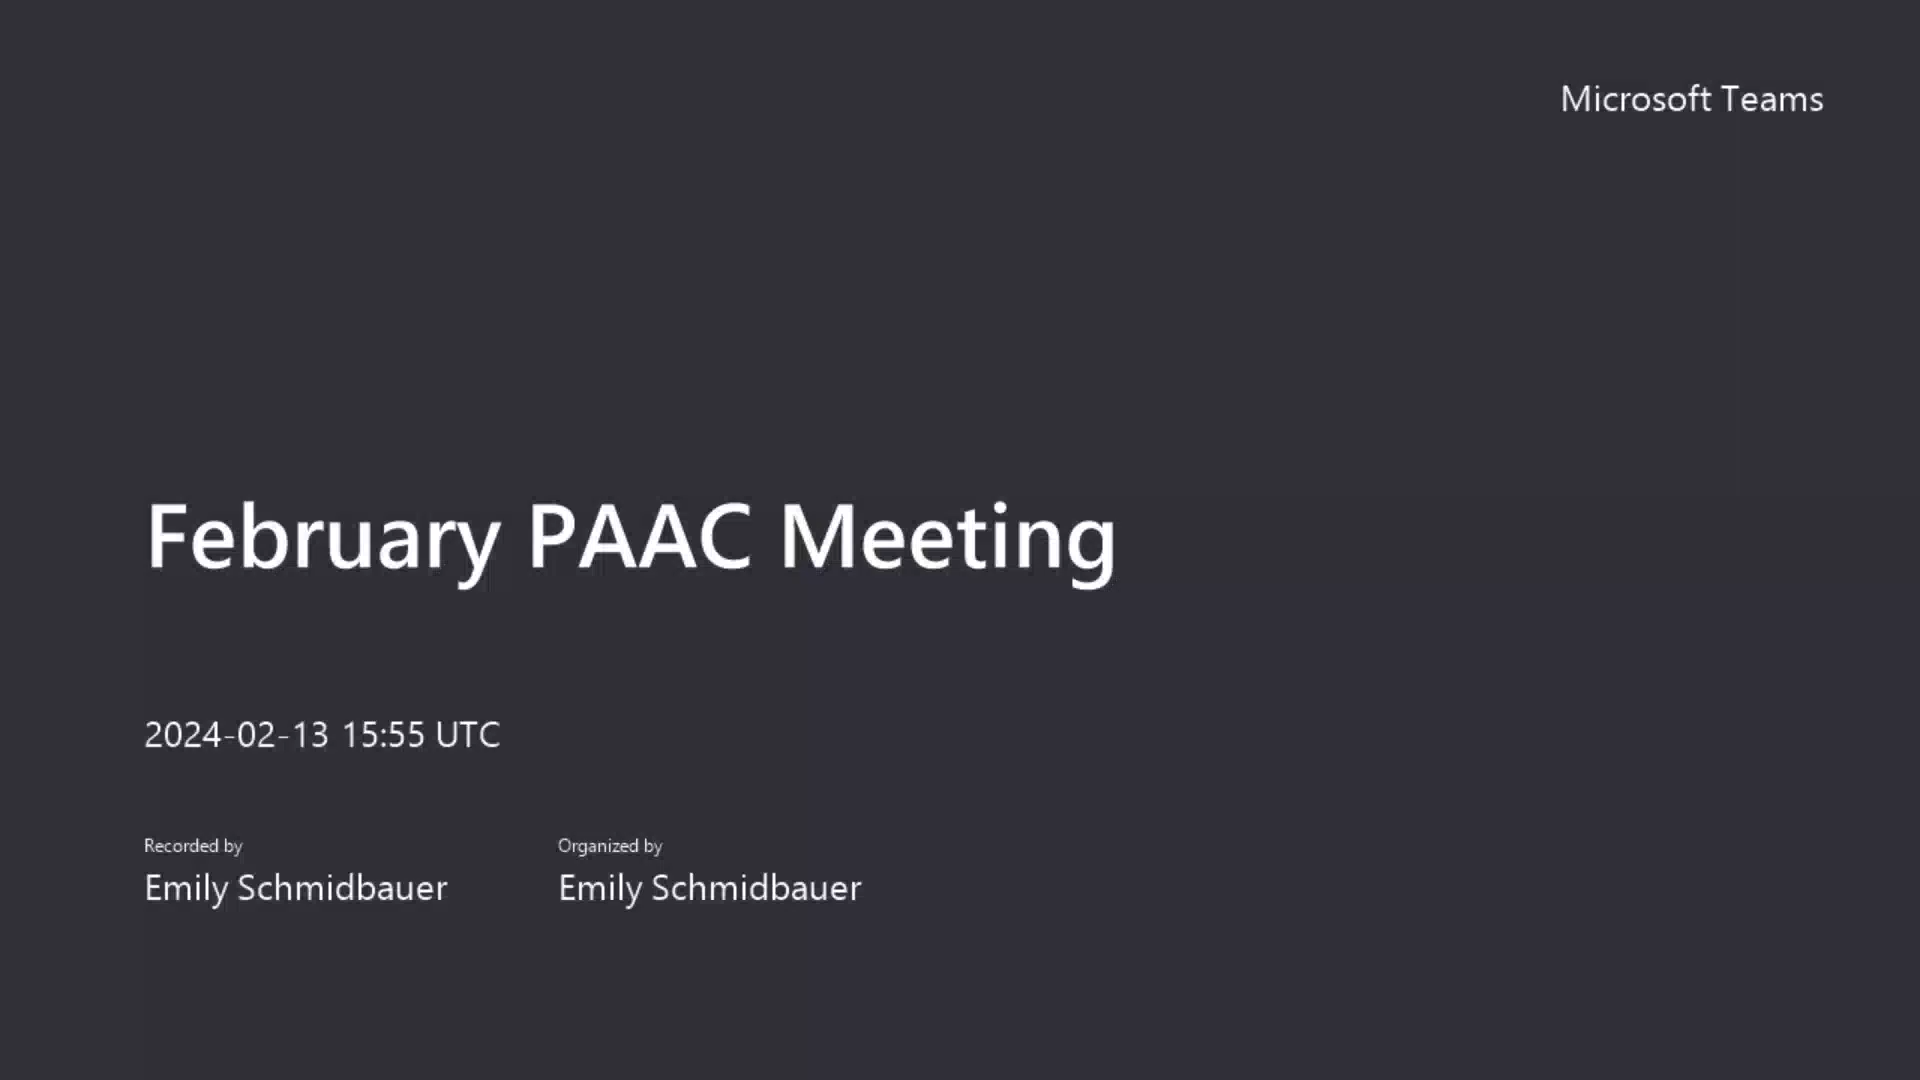 Microsoft Teams
February PAAC Meeting
2024-02-13 15:55 UTC
Recorded by
Emily Schmidbauer
Organized by
Emily Schmidbauer